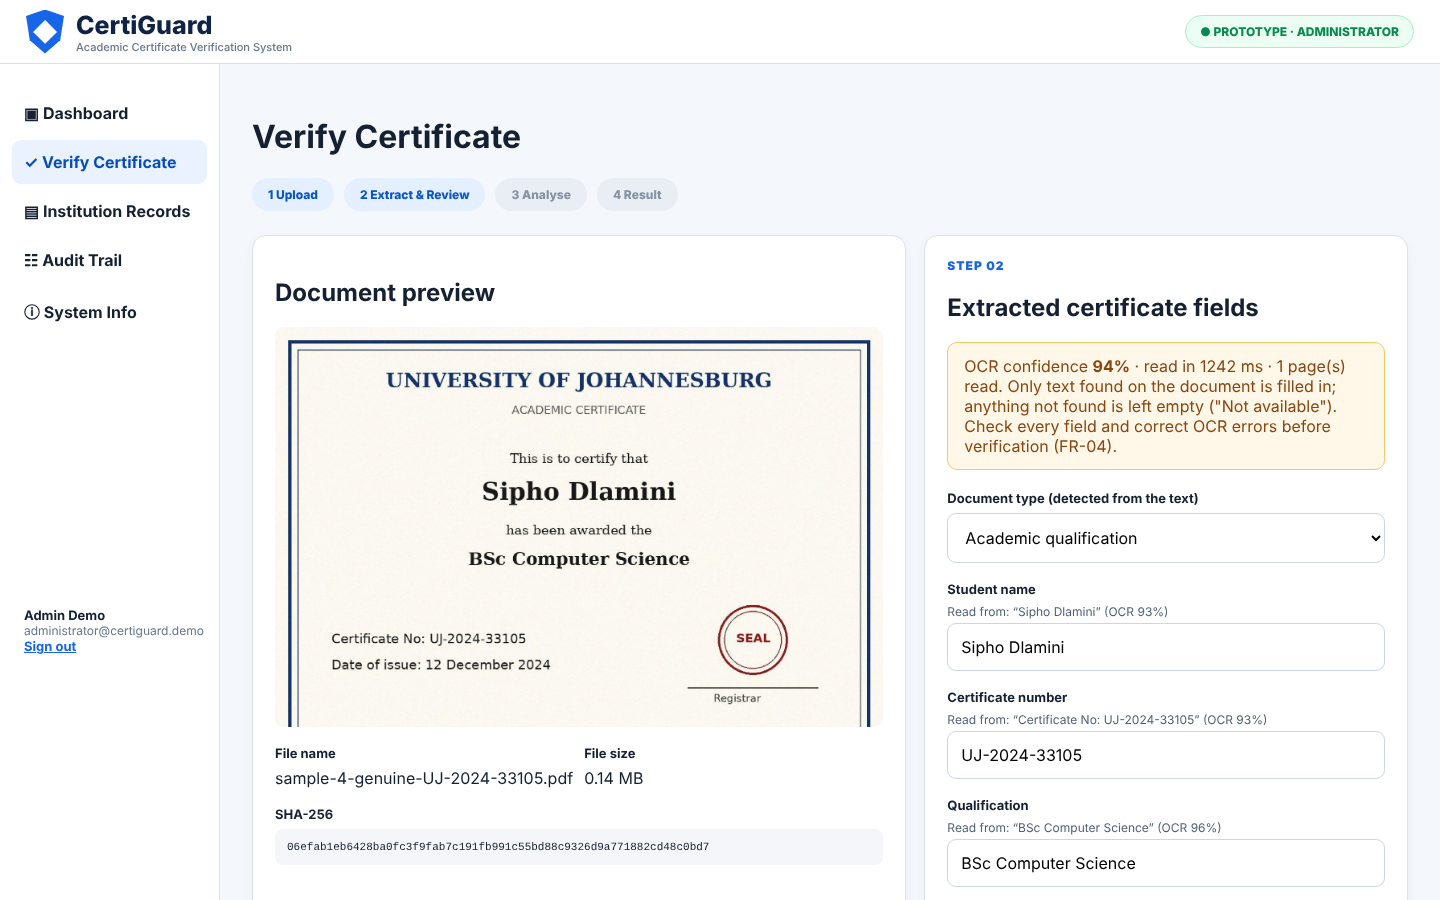 CertiGuard
Academic Certificate Verification System
PROTOTYPE · ADMINISTRATOR
Dashboard
Verify Certificate
Institution Records
Audit Trail
System Info
Admin Demo
administrator@certiguard.demo
Sign out
Verify Certificate
1 Upload
2 Extract & Review
3 Analyse
4 Result
Document preview
UNIVERSITY OF JOHANNESBURG
ACADEMIC CERTIFICATE
This is to certify that
Sipho Dlamini
has been awarded the
BSc Computer Science
Certificate No: UJ-2024-33105
Date of issue: 12 December 2024
SEAL
Registrar
File name
sample-4-genuine-UJ-2024-33105.pdf
File size
0.14 MB
SHA-256
06efab1eb6428ba0fc3f9fab7c191fb991c55bd88c9326d9a771882cd48c0bd7
STEP 02
Extracted certificate fields
OCR confidence 94% · read in 1242 ms · 1 page(s)
read. Only text found on the document is filled in;
anything not found is left empty ("Not available").
Check every field and correct OCR errors before
verification (FR-04).
Document type (detected from the text)
Academic qualification
Student name
Read from: “Sipho Dlamini” (OCR 93%)
Sipho Dlamini
Certificate number
Read from: “Certificate No: UJ-2024-33105” (OCR 93%)
UJ-2024-33105
Qualification
Read from: “BSc Computer Science” (OCR 96%)
BSc Computer Science